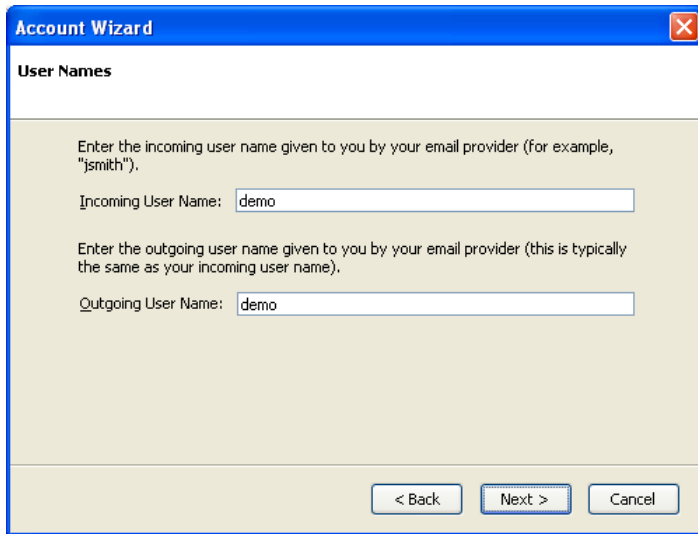 Account Wizard
User Names
Enter the incoming user name given to you by your email provider (for example,
"jsmith").
Incoming User Name: demo
Enter the outgoing user name given to you by your email provider (this is typically
the same as your incoming user name).
Outgoing User Name: demo
< Back Next > Cancel